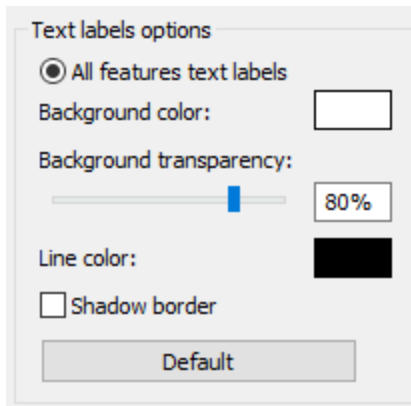 Text labels options
All features text labels
Background color:
Background transparency:
80%
Line color:
Shadow border
Default